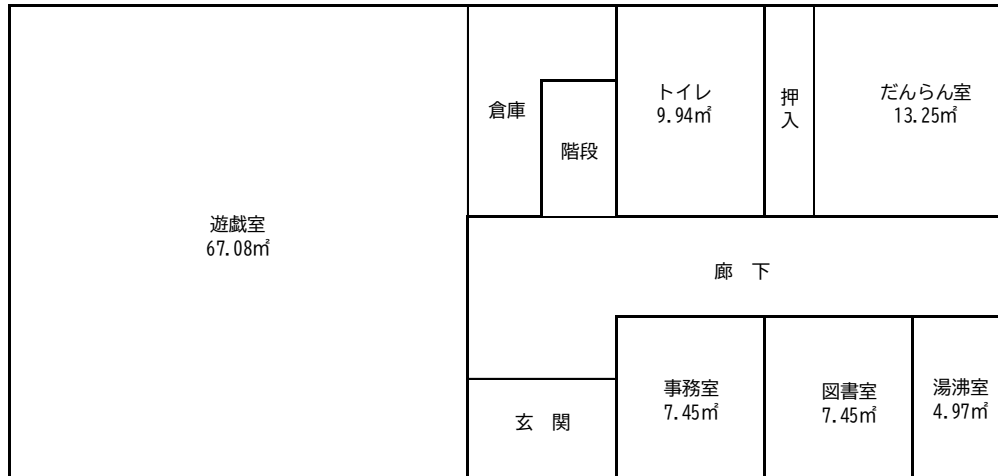 遊戯室
67.08㎡
倉庫
階段
トイレ
9.94㎡
押
入
だんらん室
13.25㎡
廊　下
玄　関
事務室
7.45㎡
図書室
7.45㎡
湯沸室
4.97㎡